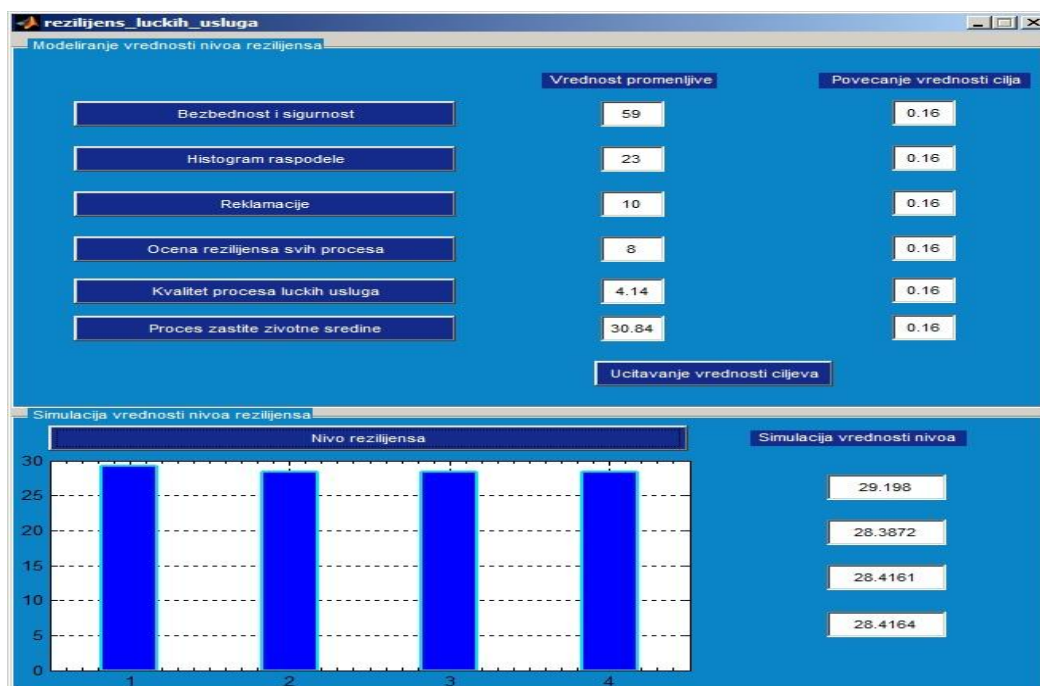 rezilijens_luckih_usluga
Modeliranje vrednosti nivoa rezilijensa
Vrednost promenljive Povecanje vrednosti cilja
Bezbednost i sigurnost 59 0.16
Histogram raspodele 23 0.16
Reklamacije 10 0.16
Ocena rezilijensa svih procesa 8 0.16
Kvalitet procesa luckih usluga 4.14 0.16
Proces zastite zivotne sredine 30.84 0.16
Ucitavanje vrednosti ciljeva
Simulacija vrednosti nivoa rezilijensa
Nivo rezilijensa Simulacija vrednosti nivoa
30
25
20
15
10
5
0
1 2 3 4
29.198
28.3872
28.4161
28.4164